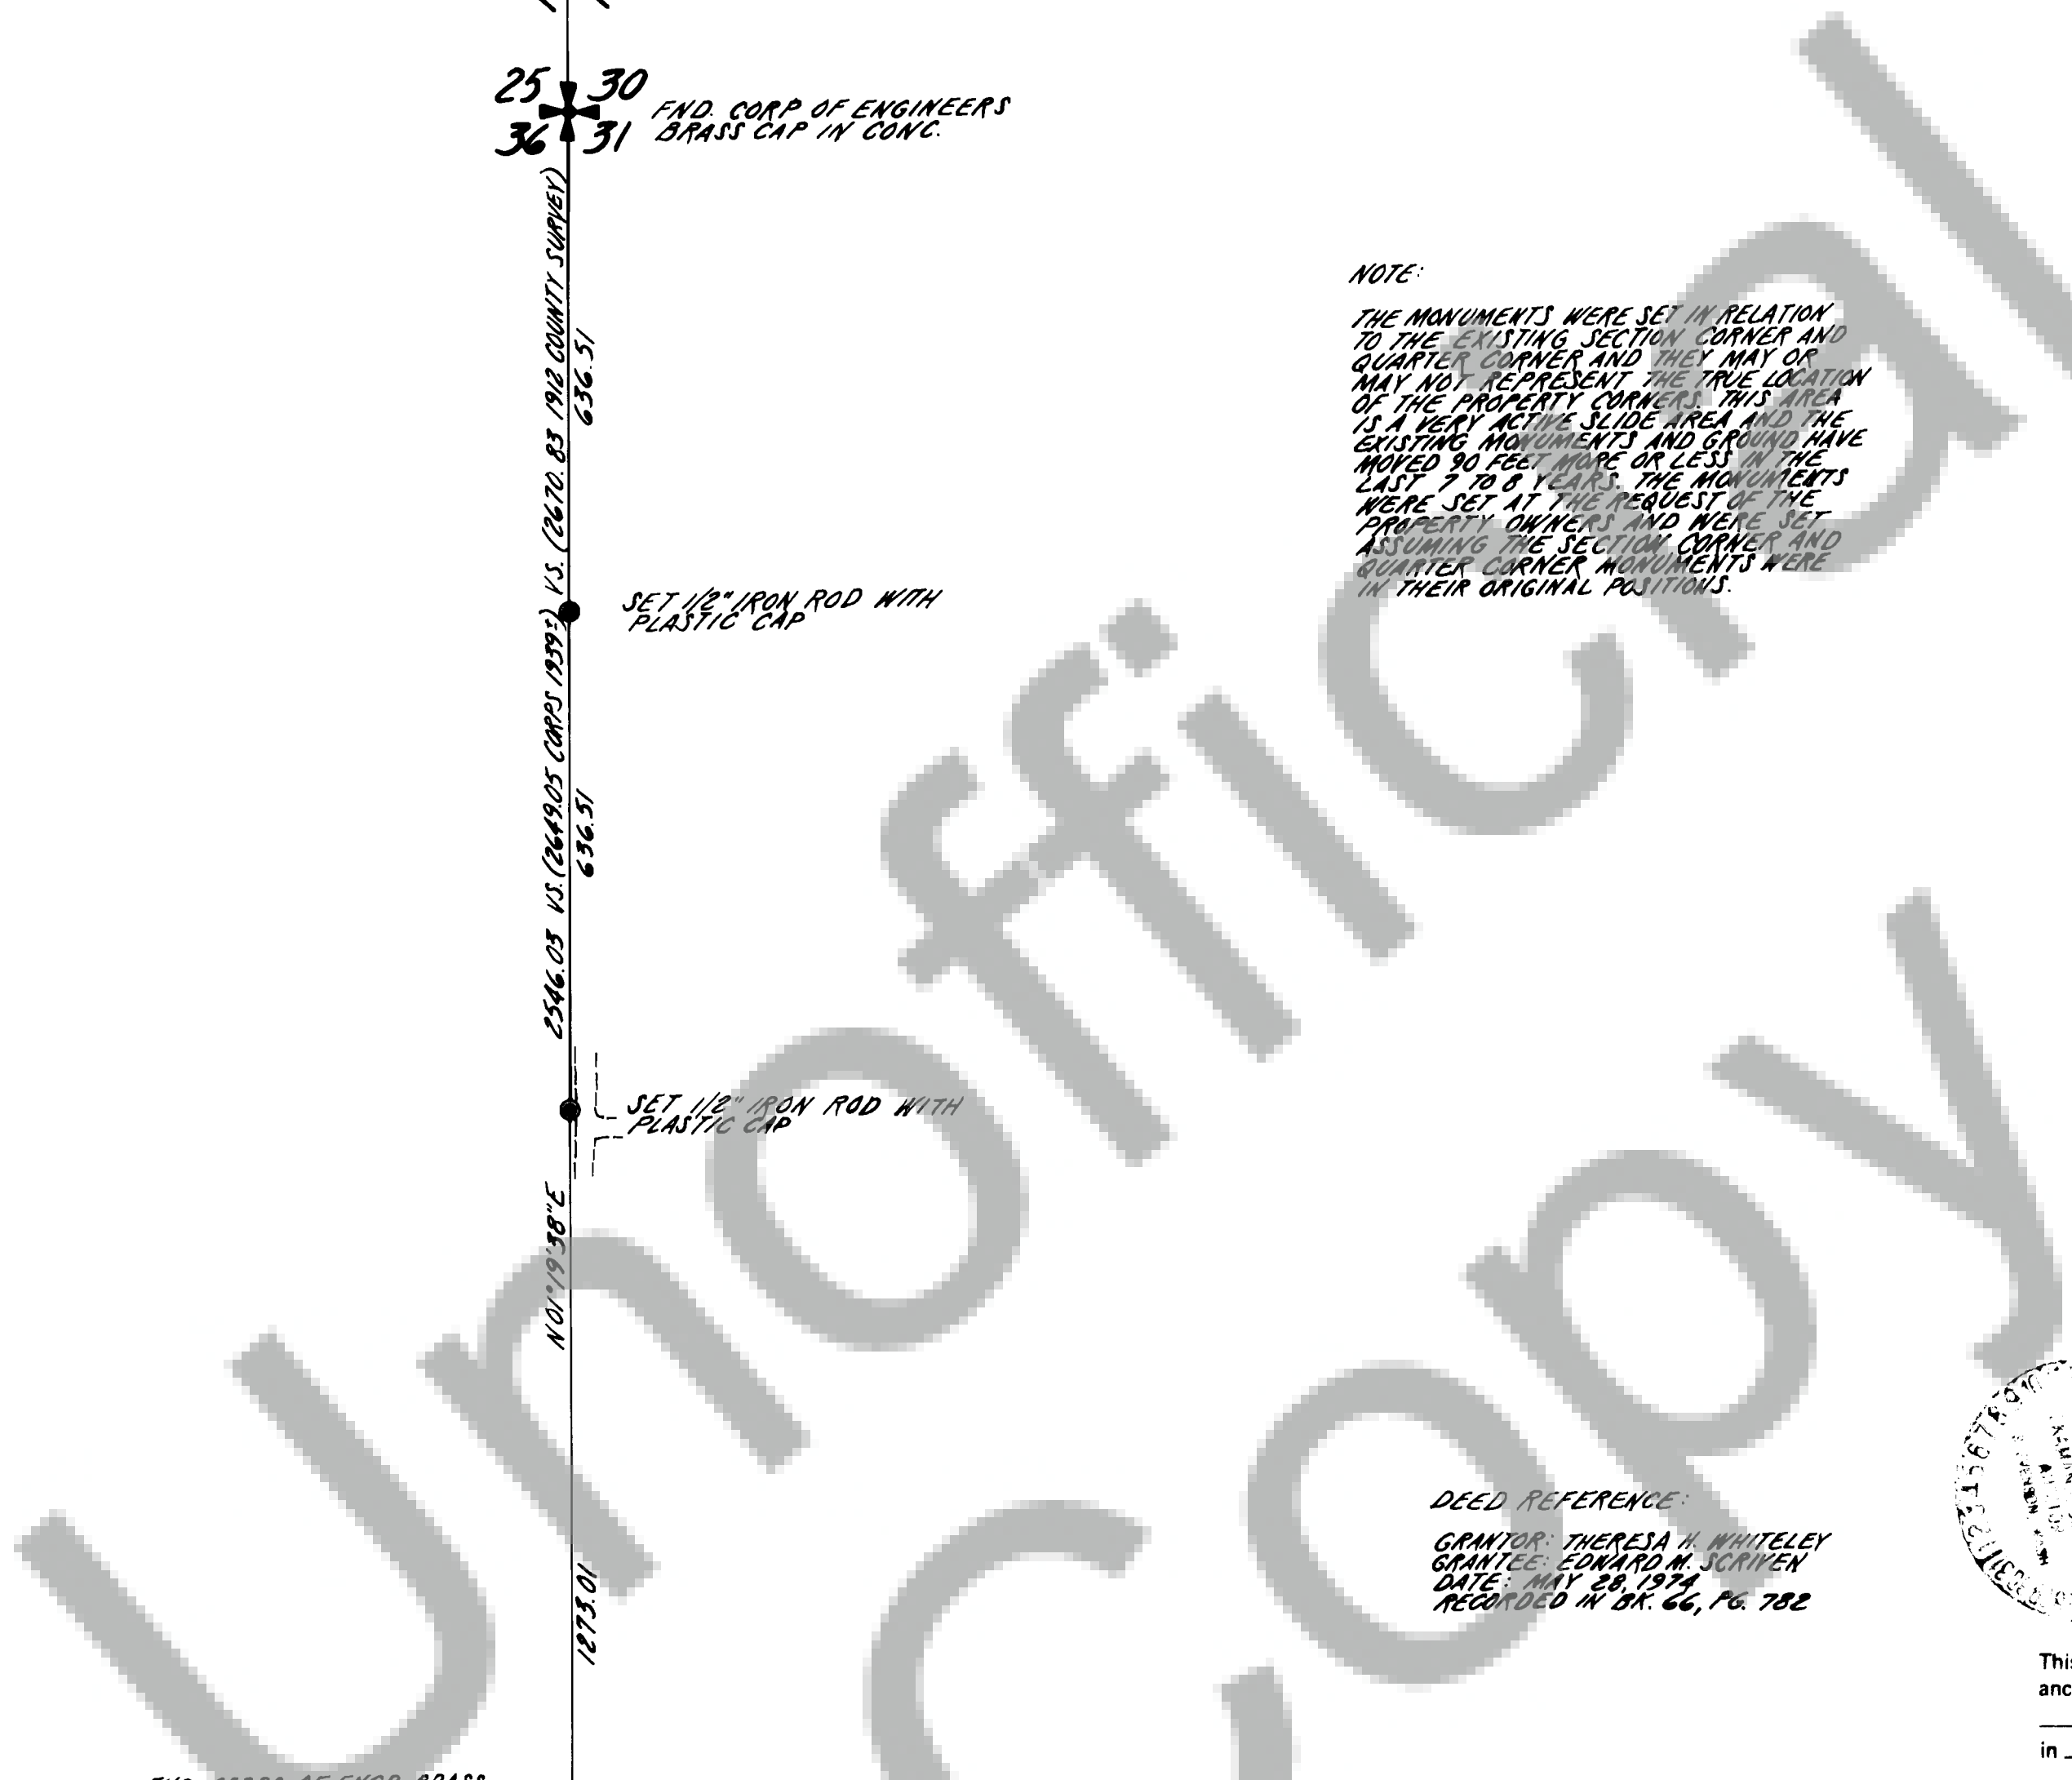 25 30
36 31
FND. CORP OF ENGINEERS
BRASS CAP IN CONC.
2546.03 VS. (2649.05 CORPS 1939±) VS. (2670.83 1912 COUNTY SURVEY)
636.51
NOTE:
THE MONUMENTS WERE SET IN RELATION
TO THE EXISTING SECTION CORNER AND
QUARTER CORNER AND THEY MAY OR
MAY NOT REPRESENT THE TRUE LOCATION
OF THE PROPERTY CORNERS. THIS AREA
IS A VERY ACTIVE SLIDE AREA AND THE
EXISTING MONUMENTS AND GROUND HAVE
MOVED 90 FEET MORE OR LESS IN THE
LAST 7 TO 8 YEARS. THE MONUMENTS
WERE SET AT THE REQUEST OF THE
PROPERTY OWNERS AND WERE SET
ASSUMING THE SECTION CORNER AND
QUARTER CORNER MONUMENTS WERE
IN THEIR ORIGINAL POSITIONS.
SET 1/2" IRON ROD WITH
PLASTIC CAP
636.51
SET 1/2" IRON ROD WITH
PLASTIC CAP
N01°19'38"E
1273.01
DEED REFERENCE:
GRANTOR: THERESA H. WHITELEY
GRANTEE: EDWARD M. SCRIVEN
DATE: MAY 28, 1974
RECORDED IN BK. 66, PG. 782
in
Unofficial
Copy